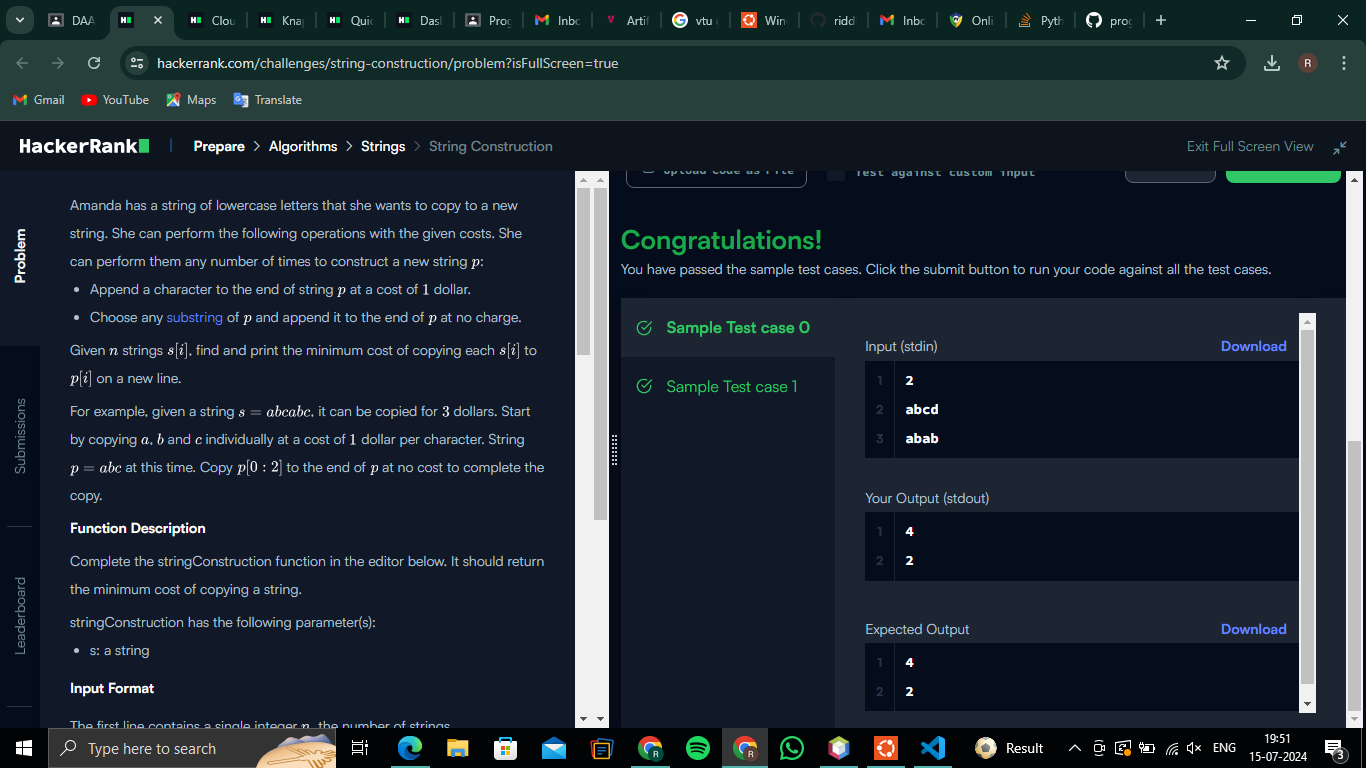 DAA
Clou
Knap
Quic
Dash
Prog
Inbo
Artif
vtu c
Wind
riddl
Inbo
Onli
Pyth
prog
hackerrank.com/challenges/string-construction/problem?isFullScreen=true
R
Gmail
YouTube
Maps
Translate
HackerRank
Prepare > Algorithms > Strings > String Construction
Exit Full Screen View
Problem
Submissions
Leaderboard
Amanda has a string of lowercase letters that she wants to copy to a new
string. She can perform the following operations with the given costs. She
can perform them any number of times to construct a new string p:
• Append a character to the end of string p at a cost of 1 dollar.
• Choose any substring of p and append it to the end of p at no charge.
Given n strings s[i], find and print the minimum cost of copying each s[i] to
p[i] on a new line.
For example, given a string s = abcabc, it can be copied for 3 dollars. Start
by copying a, b and c individually at a cost of 1 dollar per character. String
p = abc at this time. Copy p[0 : 2] to the end of p at no cost to complete the
copy.
Function Description
Complete the stringConstruction function in the editor below. It should return
the minimum cost of copying a string.
stringConstruction has the following parameter(s):
• s: a string
Input Format
The first line contains a single integer n, the number of strings.
Upload Code as File
Test against custom input
Congratulations!
You have passed the sample test cases. Click the submit button to run your code against all the test cases.
Sample Test case 0
Sample Test case 1
Input (stdin)
Download
1 2
2 abcd
3 abab
Your Output (stdout)
1 4
2 2
Expected Output
Download
1 4
2 2
Type here to search
Result
ENG
19:51
15-07-2024
3